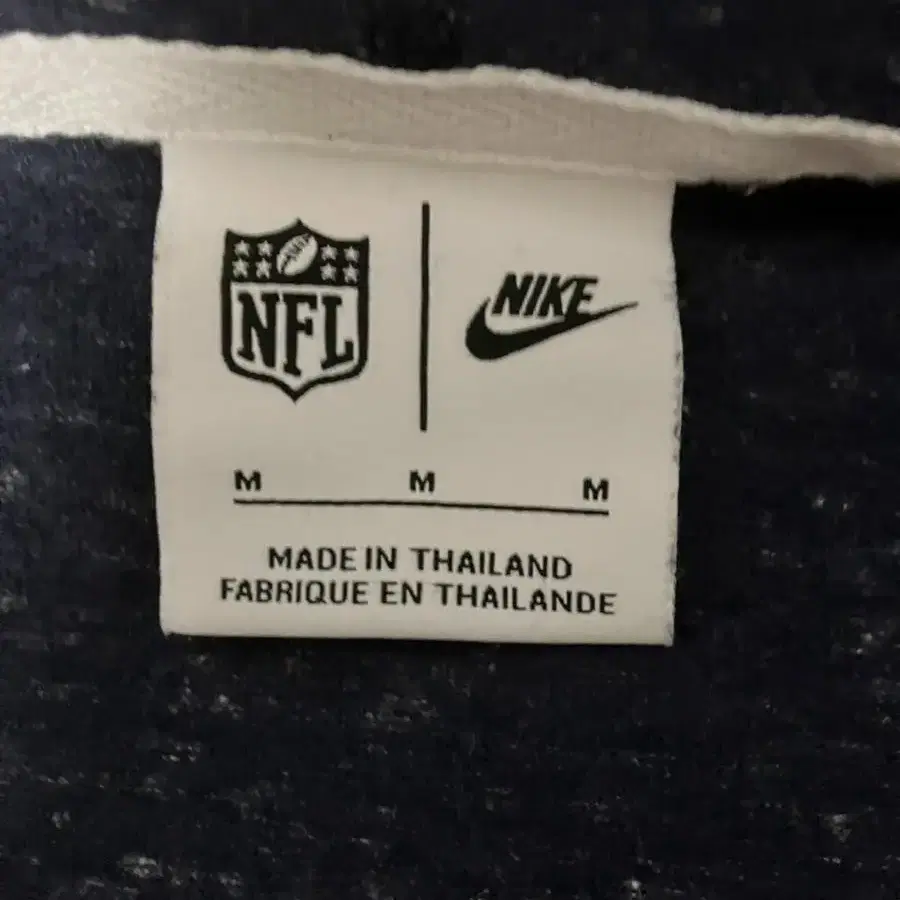 NFL
NIKE
M M M
MADE IN THAILAND
FABRIQUE EN THAILANDE